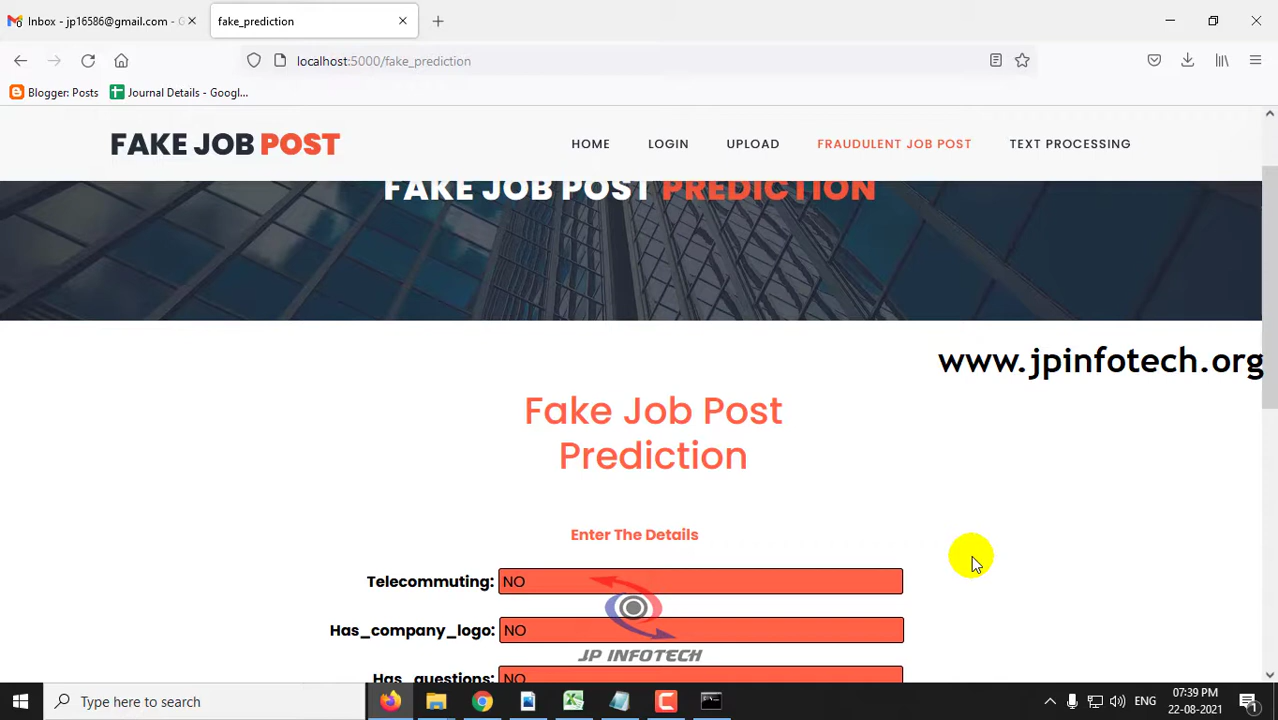 Inbox - jp16586@gmail.com - G
fake_prediction
localhost:5000/fake_prediction
Blogger: Posts
Journal Details - Googl...
FAKE JOB POST
HOME
LOGIN
UPLOAD
FRAUDULENT JOB POST
TEXT PROCESSING
FAKE JOB POST PREDICTION
www.jpinfotech.org
Fake Job Post
Prediction
Enter The Details
Telecommuting:
NO
Has_company_logo:
NO
JP INFOTECH
Has_questions:
NO
Type here to search
ENG
07:39 PM
22-08-2021
1